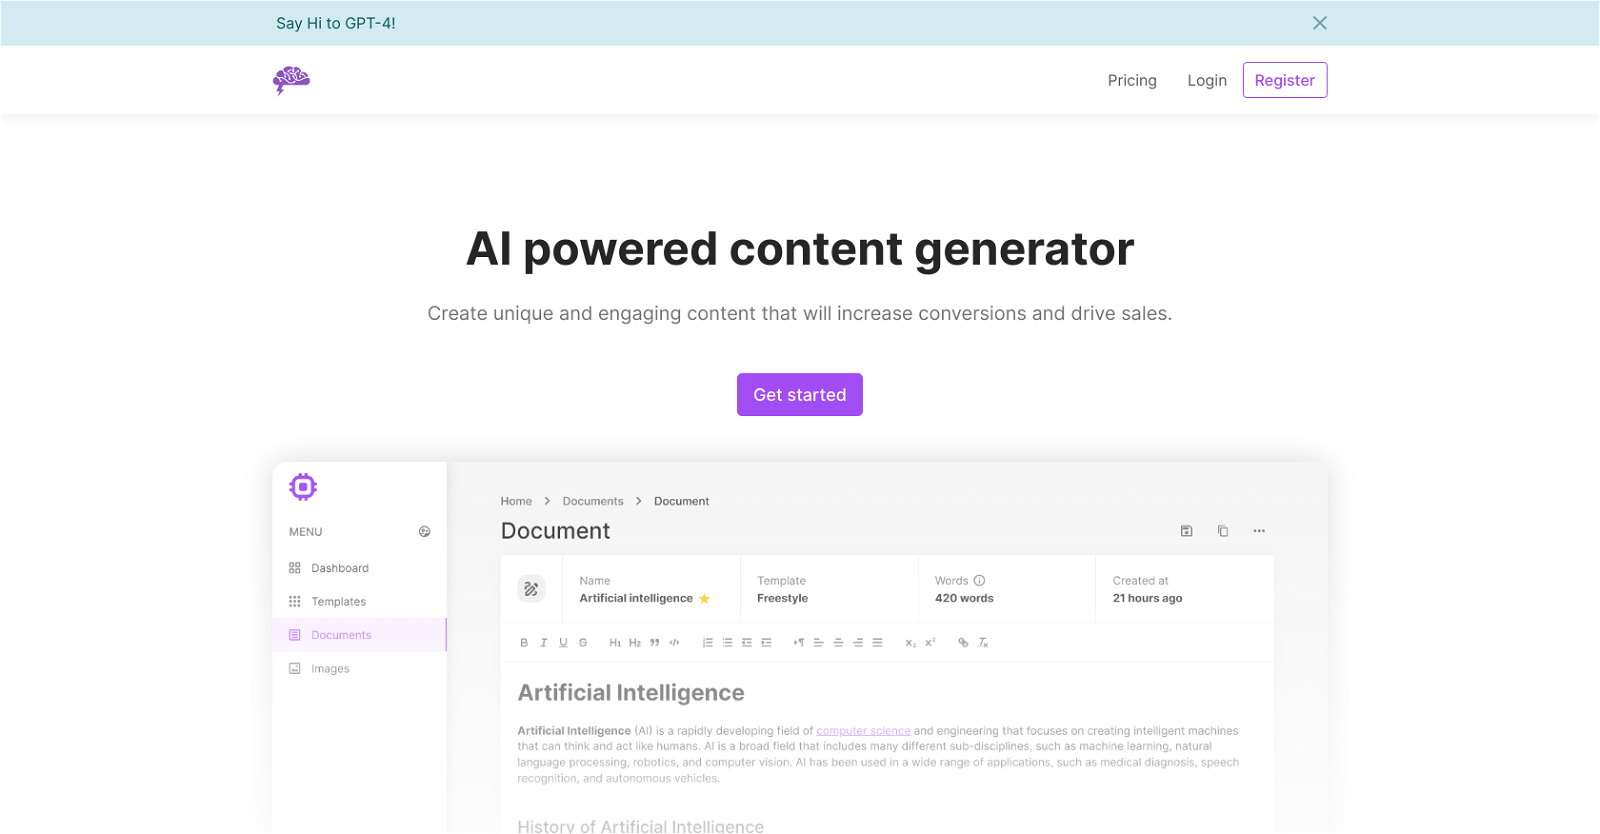 Say Hi to GPT-4!
Pricing Login Register
AI powered content generator
Create unique and engaging content that will increase conversions and drive sales.
Get started
MENU
Dashboard
Templates
Documents
Images
Home > Documents > Document
Document
Name Template Words Created at
Artificial intelligence Freestyle 420 words 21 hours ago
B I U S H1 H2 ❞ </> x₂ x²
Artificial Intelligence
Artificial Intelligence (AI) is a rapidly developing field of computer science and engineering that focuses on creating intelligent machines
that can think and act like humans. AI is a broad field that includes many different sub-disciplines, such as machine learning, natural
language processing, robotics, and computer vision. AI has been used in a wide range of applications, such as medical diagnosis, speech
recognition, and autonomous vehicles.
History of Artificial Intelligence